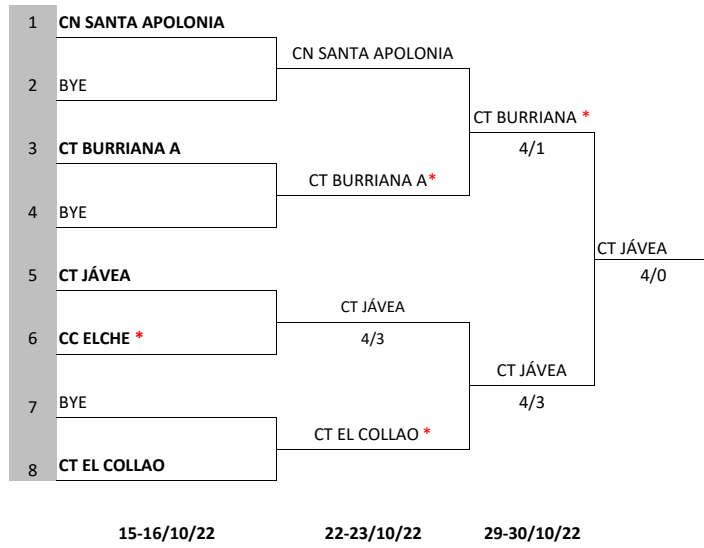 1 CN SANTA APOLONIA
CN SANTA APOLONIA
2 BYE
CT BURRIANA *
3 CT BURRIANA A
4/1
CT BURRIANA A*
4 BYE
CT JÁVEA
5 CT JÁVEA
4/0
CT JÁVEA
6 CC ELCHE *
4/3
CT JÁVEA
7 BYE
4/3
CT EL COLLAO *
8 CT EL COLLAO
15-16/10/22 22-23/10/22 29-30/10/22